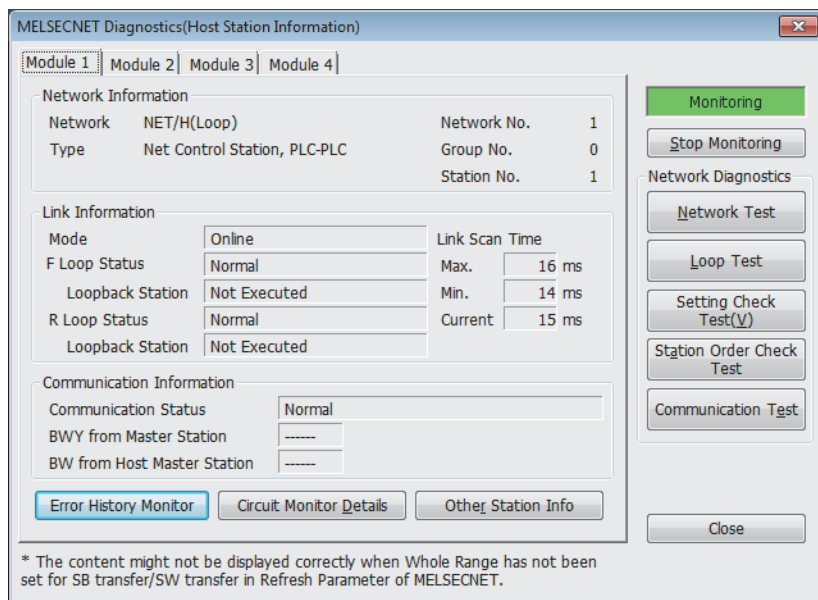 MELSECNET Diagnostics(Host Station Information)
Module 1 Module 2 Module 3 Module 4
Network Information
Network NET/H(Loop) Network No. 1
Type Net Control Station, PLC-PLC Group No. 0
Station No. 1
Link Information
Mode Online Link Scan Time
F Loop Status Normal Max. 16 ms
Loopback Station Not Executed Min. 14 ms
R Loop Status Normal Current 15 ms
Loopback Station Not Executed
Communication Information
Communication Status Normal
BWY from Master Station ------
BW from Host Master Station ------
Error History Monitor Circuit Monitor Details Other Station Info
* The content might not be displayed correctly when Whole Range has not been
set for SB transfer/SW transfer in Refresh Parameter of MELSECNET.
Monitoring
Stop Monitoring
Network Diagnostics
Network Test
Loop Test
Setting Check
Test(V)
Station Order Check
Test
Communication Test
Close